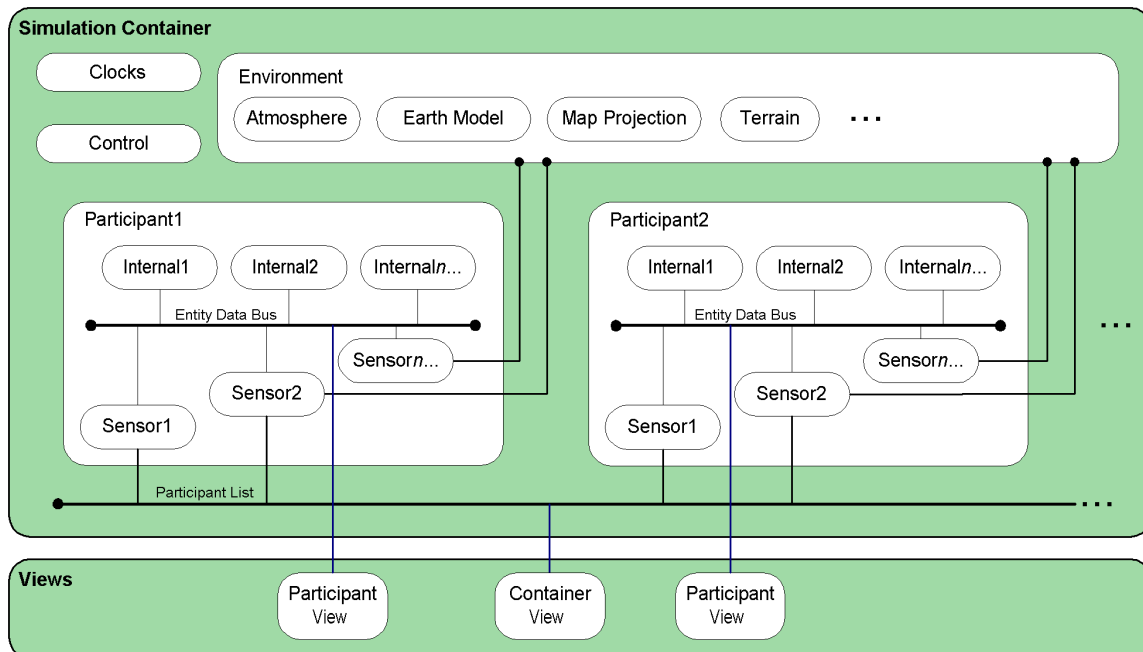 Simulation Container
Clocks
Control
Environment
Atmosphere
Earth Model
Map Projection
Terrain
...
Participant1
Internal1
Internal2
Internaln...
Entity Data Bus
Sensorn...
Sensor2
Sensor1
Participant2
Internal1
Internal2
Internaln...
Entity Data Bus
Sensorn...
Sensor2
Sensor1
...
Participant List
...
Views
Participant
View
Container
View
Participant
View